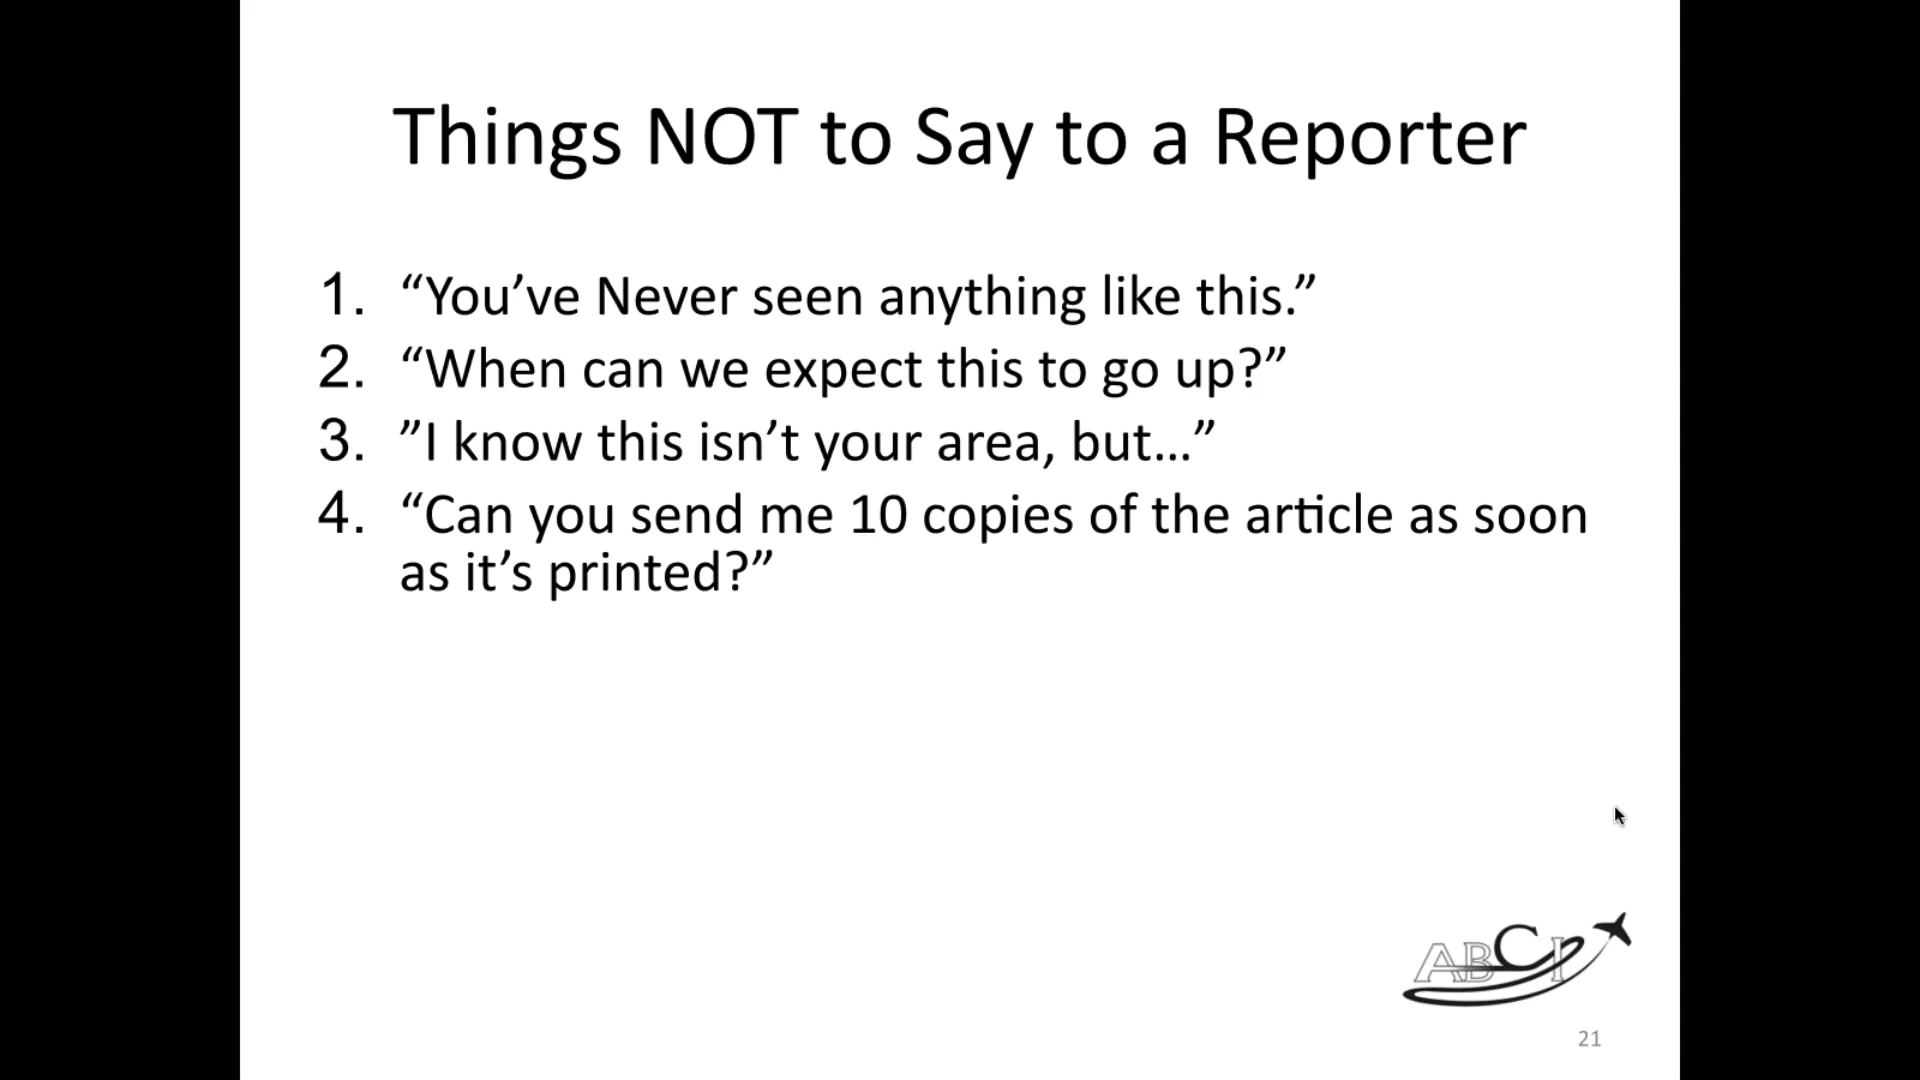 Things NOT to Say to a Reporter
1. “You’ve Never seen anything like this.”
2. “When can we expect this to go up?”
3. ”I know this isn’t your area, but…”
4. “Can you send me 10 copies of the article as soon
as it’s printed?”
ABCI
21